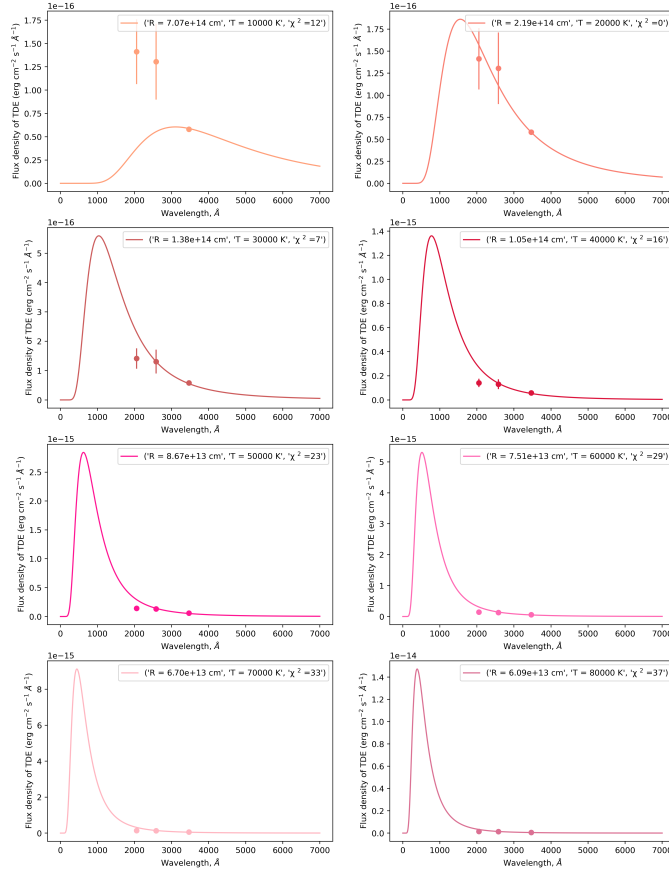 1e−16
('R = 7.07e+14 cm', 'T = 10000 K', 'χ ² =12')
Flux density of TDE (erg cm⁻² s⁻¹ Å⁻¹)
1.75
1.50
1.25
1.00
0.75
0.50
0.25
0.00
0 1000 2000 3000 4000 5000 6000 7000
Wavelength, Å
1e−16
('R = 2.19e+14 cm', 'T = 20000 K', 'χ ² =0')
Flux density of TDE (erg cm⁻² s⁻¹ Å⁻¹)
1.75
1.50
1.25
1.00
0.75
0.50
0.25
0.00
0 1000 2000 3000 4000 5000 6000 7000
Wavelength, Å
1e−16
('R = 1.38e+14 cm', 'T = 30000 K', 'χ ² =7')
Flux density of TDE (erg cm⁻² s⁻¹ Å⁻¹)
5
4
3
2
1
0
0 1000 2000 3000 4000 5000 6000 7000
Wavelength, Å
1e−15
('R = 1.05e+14 cm', 'T = 40000 K', 'χ ² =16')
Flux density of TDE (erg cm⁻² s⁻¹ Å⁻¹)
1.4
1.2
1.0
0.8
0.6
0.4
0.2
0.0
0 1000 2000 3000 4000 5000 6000 7000
Wavelength, Å
1e−15
('R = 8.67e+13 cm', 'T = 50000 K', 'χ ² =23')
Flux density of TDE (erg cm⁻² s⁻¹ Å⁻¹)
2.5
2.0
1.5
1.0
0.5
0.0
0 1000 2000 3000 4000 5000 6000 7000
Wavelength, Å
1e−15
('R = 7.51e+13 cm', 'T = 60000 K', 'χ ² =29')
Flux density of TDE (erg cm⁻² s⁻¹ Å⁻¹)
5
4
3
2
1
0
0 1000 2000 3000 4000 5000 6000 7000
Wavelength, Å
1e−15
('R = 6.70e+13 cm', 'T = 70000 K', 'χ ² =33')
Flux density of TDE (erg cm⁻² s⁻¹ Å⁻¹)
8
6
4
2
0
0 1000 2000 3000 4000 5000 6000 7000
Wavelength, Å
1e−14
('R = 6.09e+13 cm', 'T = 80000 K', 'χ ² =37')
Flux density of TDE (erg cm⁻² s⁻¹ Å⁻¹)
1.4
1.2
1.0
0.8
0.6
0.4
0.2
0.0
0 1000 2000 3000 4000 5000 6000 7000
Wavelength, Å